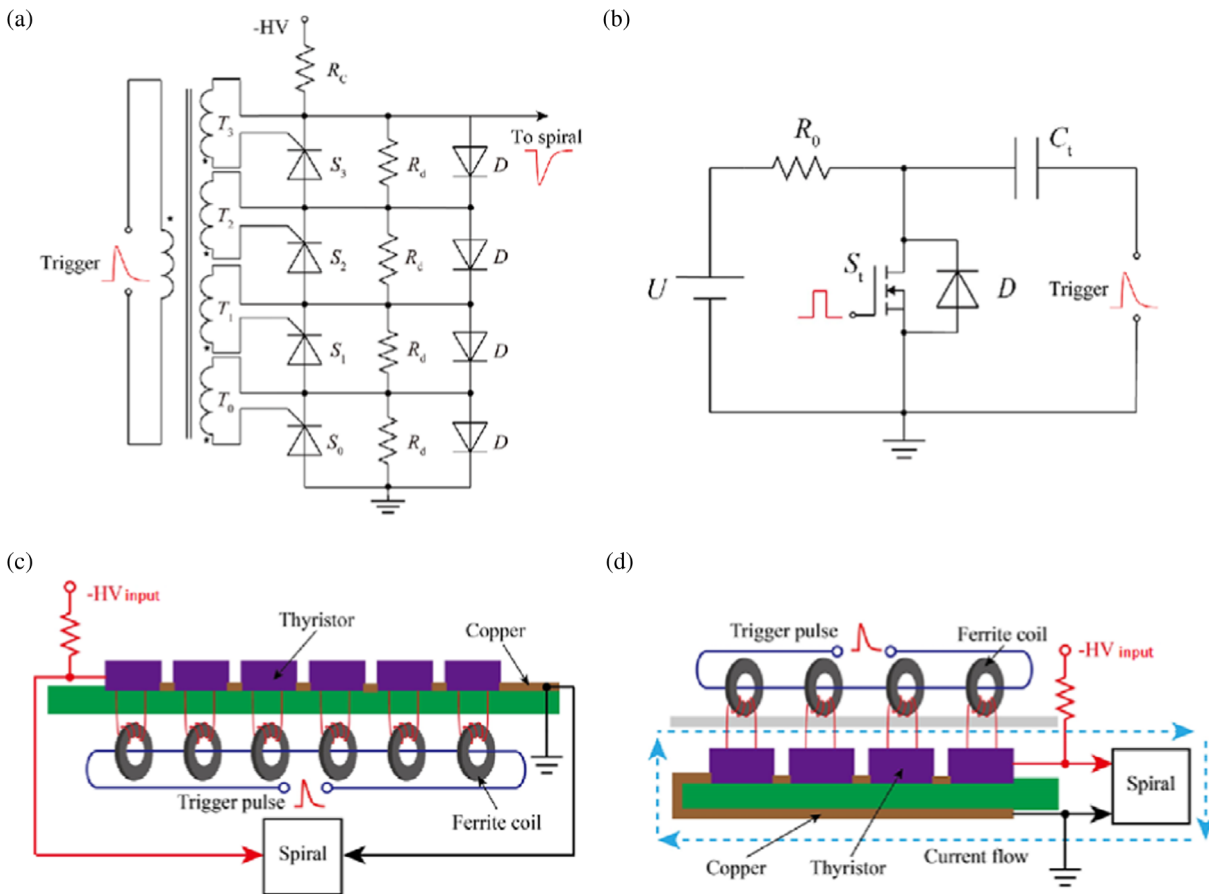 (a)
-HV
R_C
T_3
*
*
To spiral
S_3
R_d
D
T_2
*
Trigger
S_2
R_d
D
T_1
*
S_1
R_d
D
T_0
*
S_0
R_d
D
(b)
R_0
C_t
U
S_t
D
Trigger
(c)
-HV input
Thyristor
Copper
Trigger pulse
Ferrite coil
Spiral
(d)
Trigger pulse
Ferrite coil
-HV input
Spiral
Copper
Thyristor
Current flow